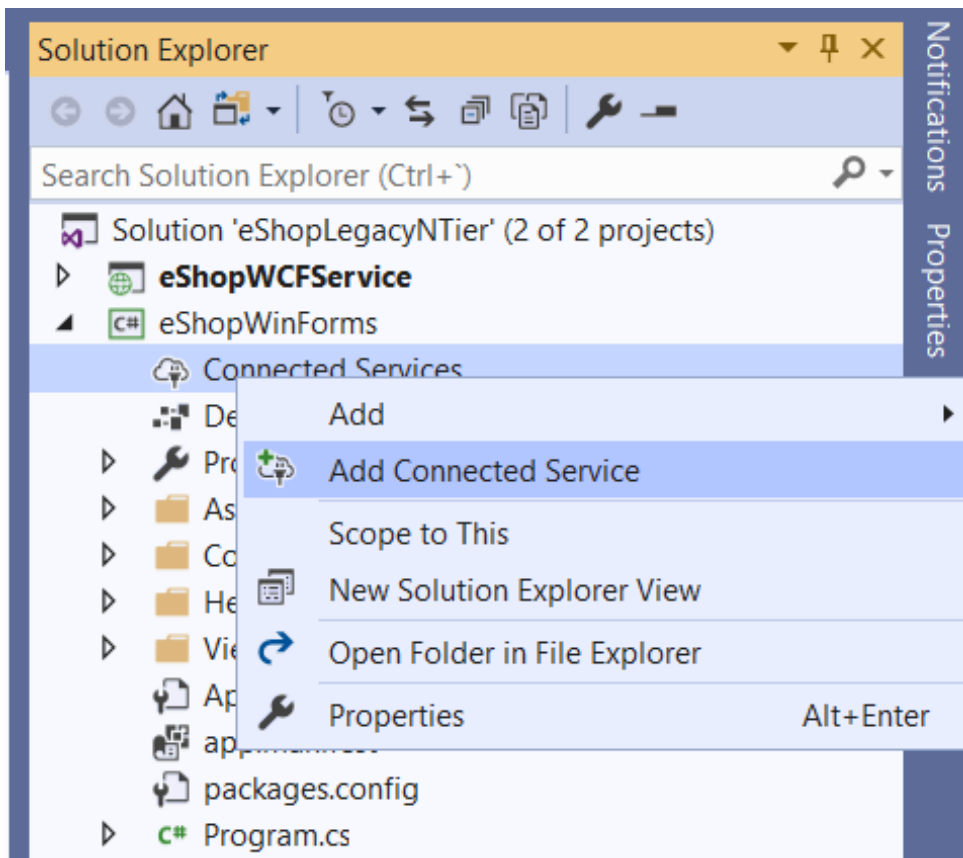 Solution Explorer
Search Solution Explorer (Ctrl+`)
Solution 'eShopLegacyNTier' (2 of 2 projects)
eShopWCFService
C# eShopWinForms
Connected Services
De
Add
Pro
Add Connected Service
As
Scope to This
Co
New Solution Explorer View
He
Vie
Open Folder in File Explorer
Ap
Properties Alt+Enter
packages.config
C# Program.cs
Notifications
Properties